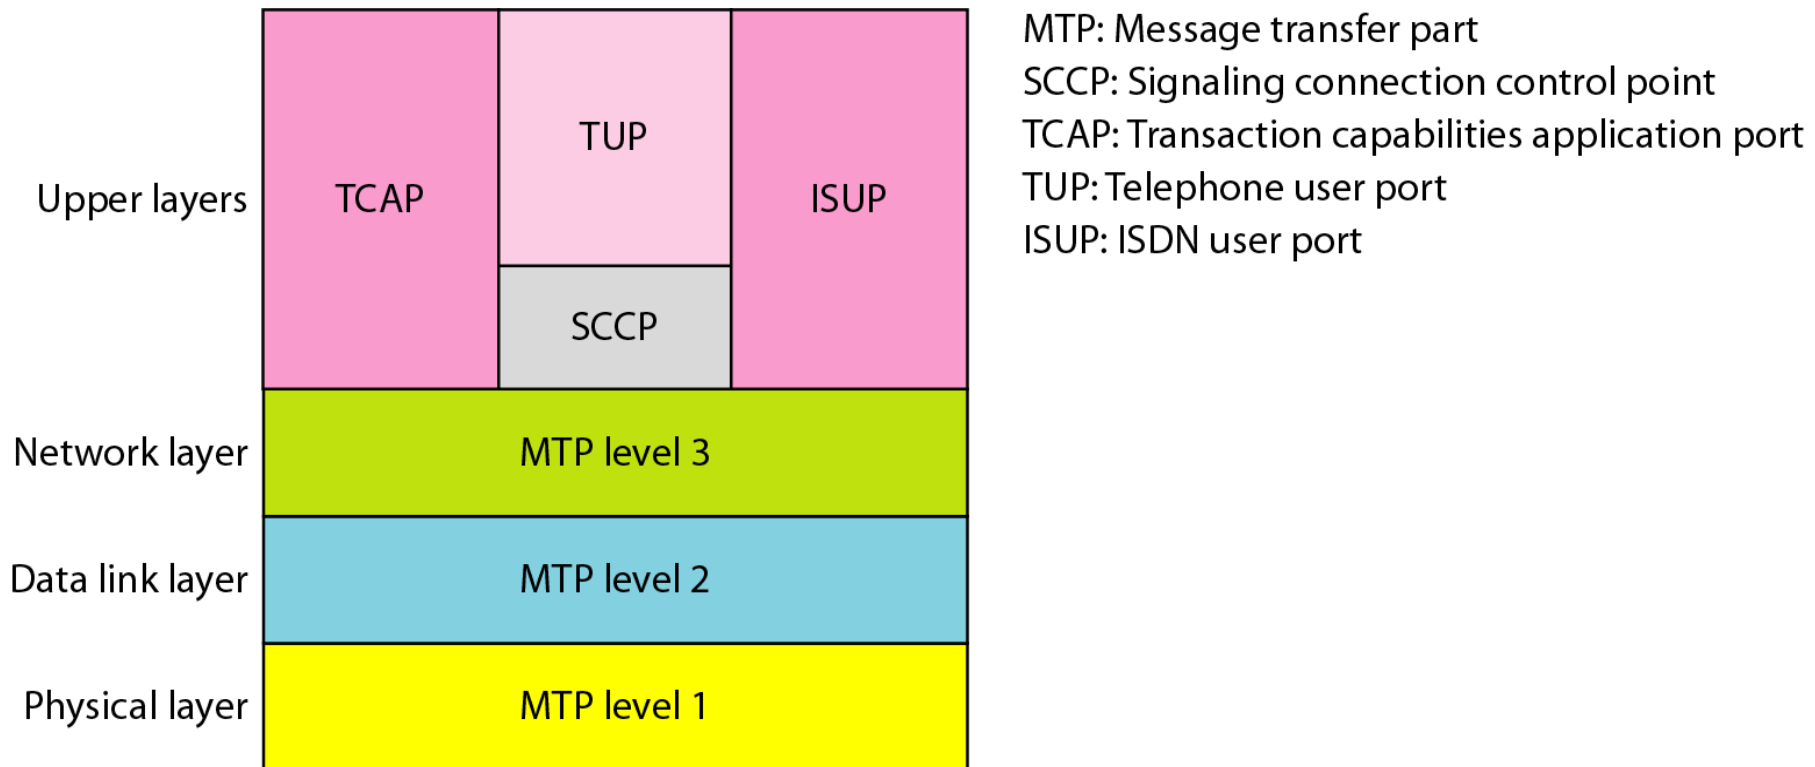 TCAP
TUP
SCCP
ISUP
Upper layers
Network layer
MTP level 3
Data link layer
MTP level 2
Physical layer
MTP level 1
MTP: Message transfer part
SCCP: Signaling connection control point
TCAP: Transaction capabilities application port
TUP: Telephone user port
ISUP: ISDN user port